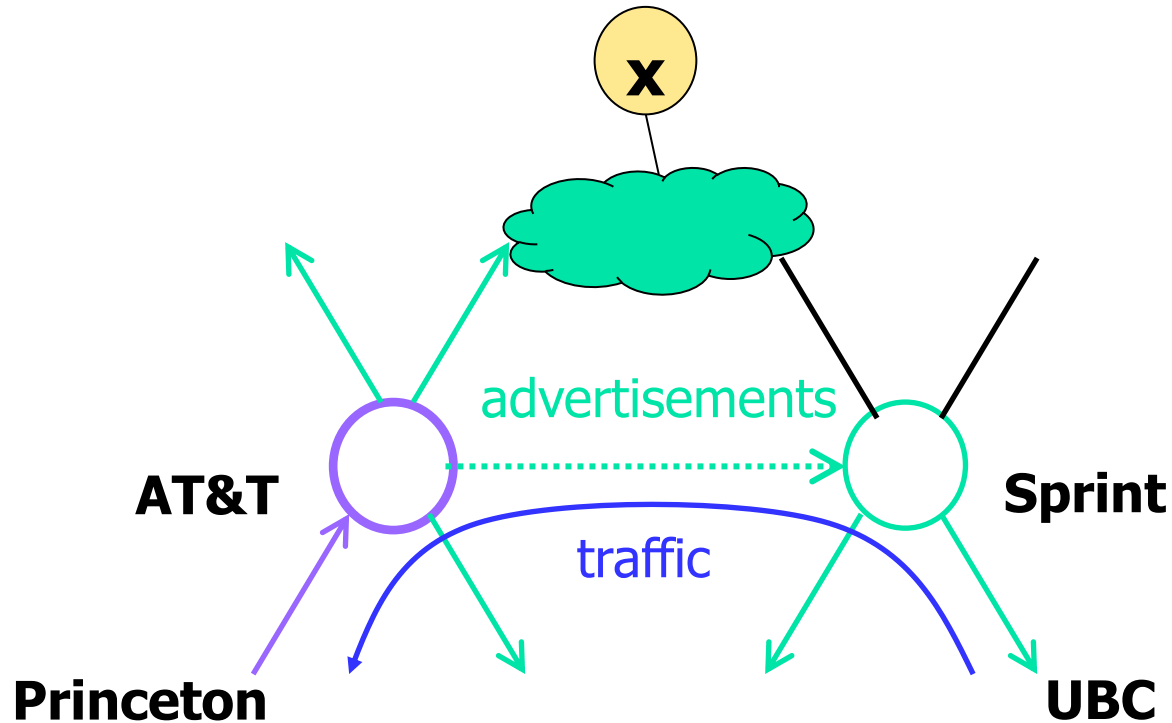 x
advertisements
AT&T
Sprint
traffic
Princeton
UBC